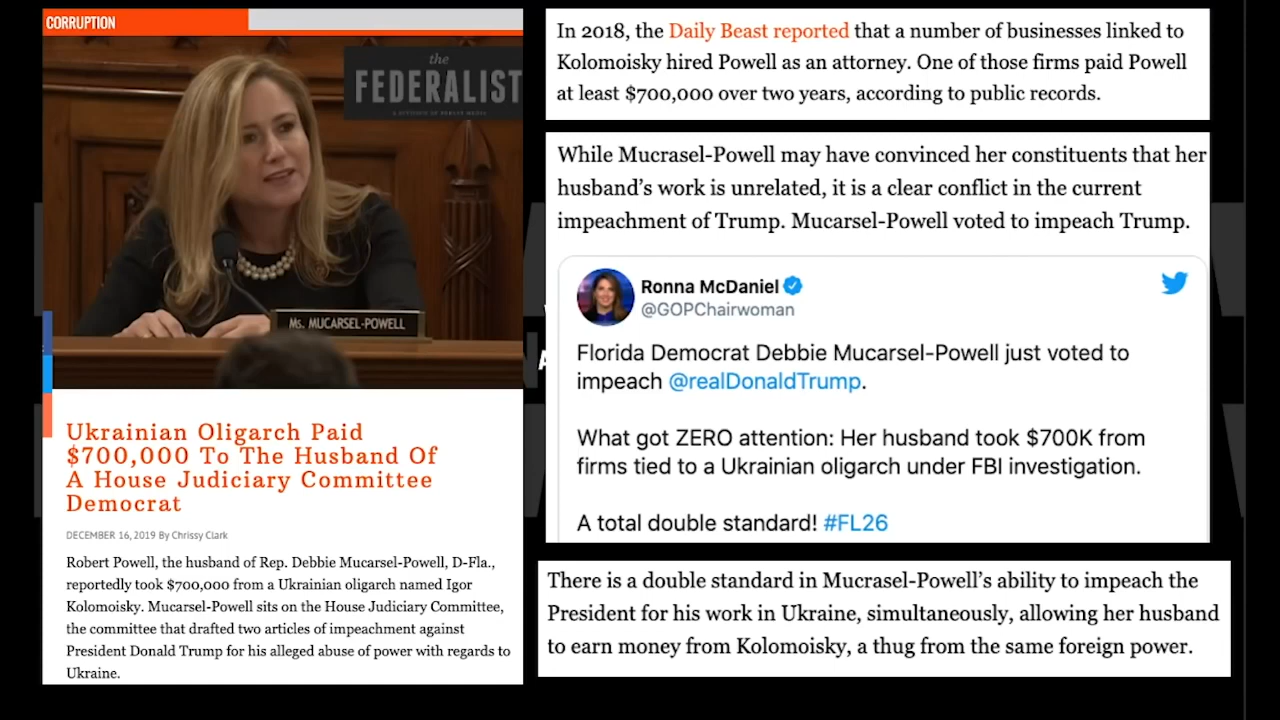 CORRUPTION
the
FEDERALIST
Ms. MUCARSEL-POWELL
Ukrainian Oligarch Paid
$700,000 To The Husband Of
A House Judiciary Committee
Democrat
DECEMBER 16, 2019 By Chrissy Clark
Robert Powell, the husband of Rep. Debbie Mucarsel-Powell, D-Fla.,
reportedly took $700,000 from a Ukrainian oligarch named Igor
Kolomoisky. Mucarsel-Powell sits on the House Judiciary Committee,
the committee that drafted two articles of impeachment against
President Donald Trump for his alleged abuse of power with regards to
Ukraine.
In 2018, the Daily Beast reported that a number of businesses linked to
Kolomoisky hired Powell as an attorney. One of those firms paid Powell
at least $700,000 over two years, according to public records.
While Mucrasel-Powell may have convinced her constituents that her
husband's work is unrelated, it is a clear conflict in the current
impeachment of Trump. Mucarsel-Powell voted to impeach Trump.
Ronna McDaniel
@GOPChairwoman
Florida Democrat Debbie Mucarsel-Powell just voted to
impeach @realDonaldTrump.
What got ZERO attention: Her husband took $700K from
firms tied to a Ukrainian oligarch under FBI investigation.
A total double standard! #FL26
There is a double standard in Mucrasel-Powell's ability to impeach the
President for his work in Ukraine, simultaneously, allowing her husband
to earn money from Kolomoisky, a thug from the same foreign power.